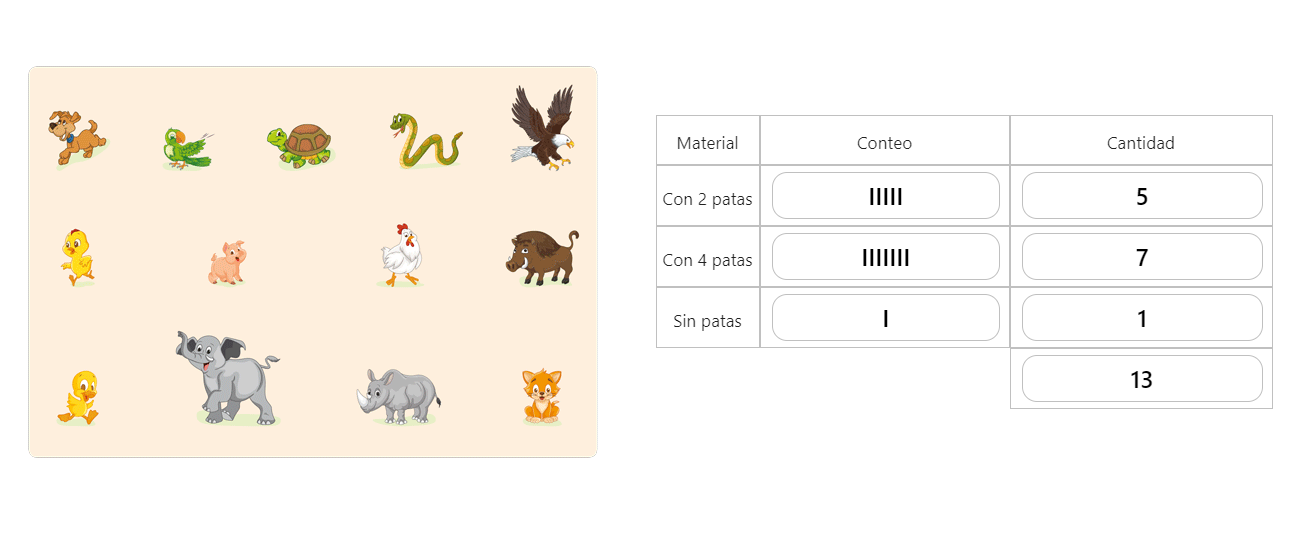 Material Conteo Cantidad
Con 2 patas IIIII 5
Con 4 patas IIIIIII 7
Sin patas I 1
13